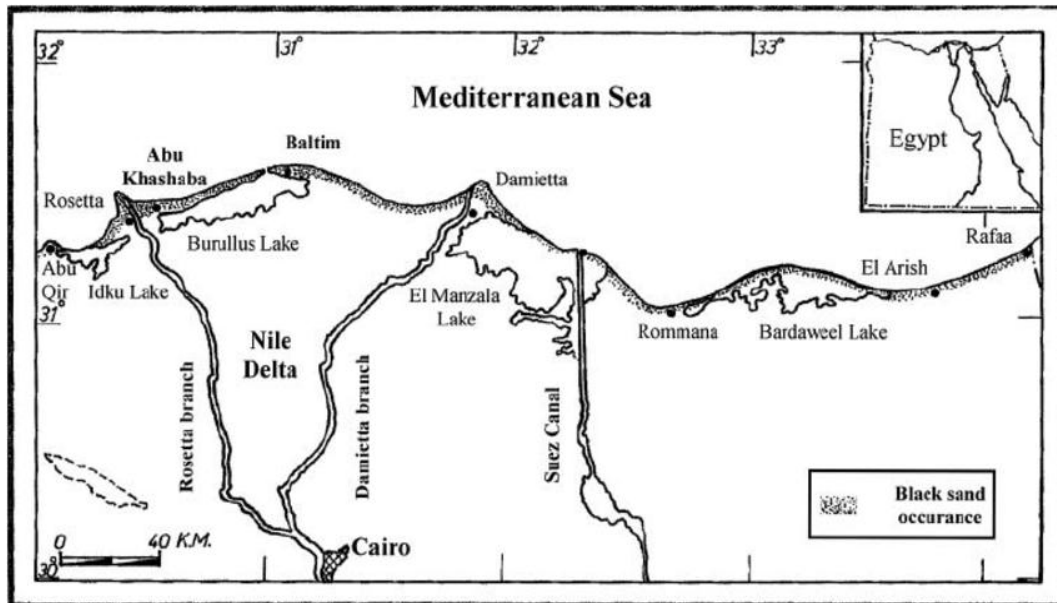 32°
31°
32°
33°
Mediterranean Sea
Egypt
Baltim
Abu
Khashaba
Rosetta
Damietta
Burullus Lake
Abu
Qir
Idku Lake
El Manzala
Lake
Rafaa
El Arish
Rommana
Bardaweel Lake
31°
Nile
Delta
Rosetta branch
Damietta branch
Suez Canal
Black sand
occurance
0 40 K.M.
Cairo
30°